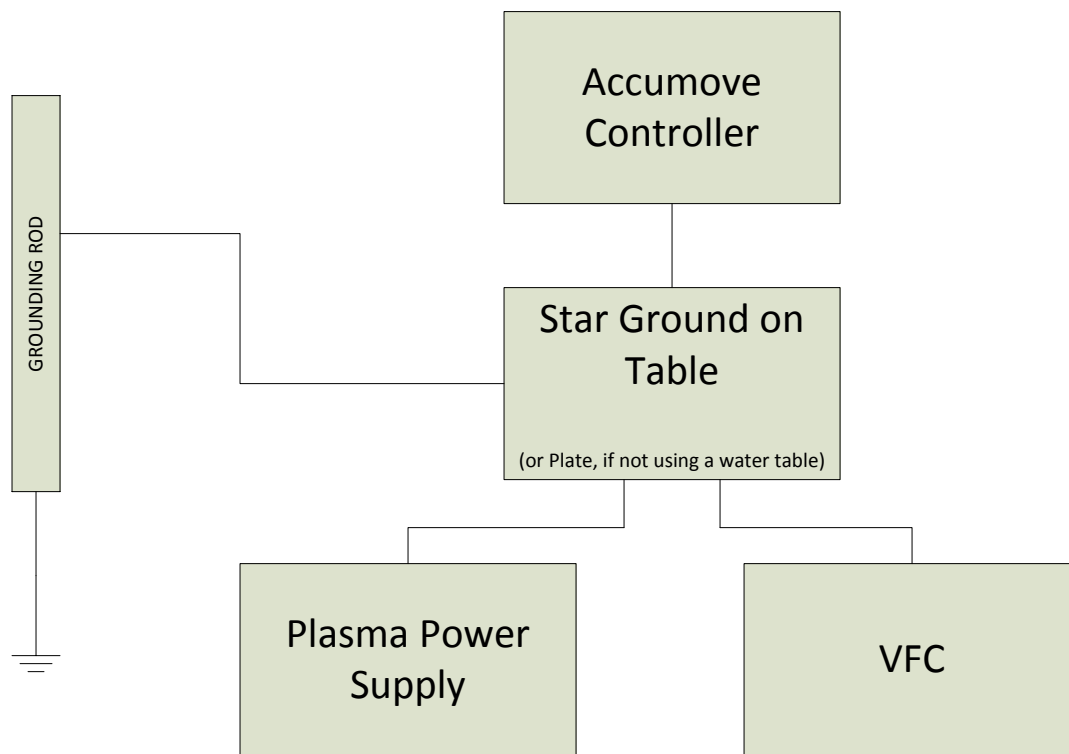 Accumove
Controller
GROUNDING ROD
Star Ground on
Table
(or Plate, if not using a water table)
Plasma Power
Supply
VFC